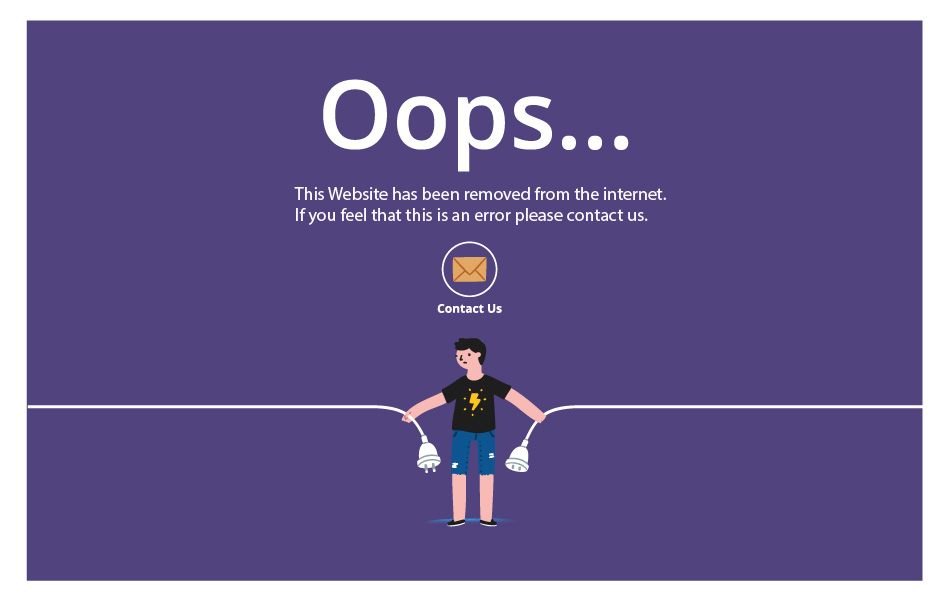 Oops...
This Website has been removed from the internet.
If you feel that this is an error please contact us.
Contact Us